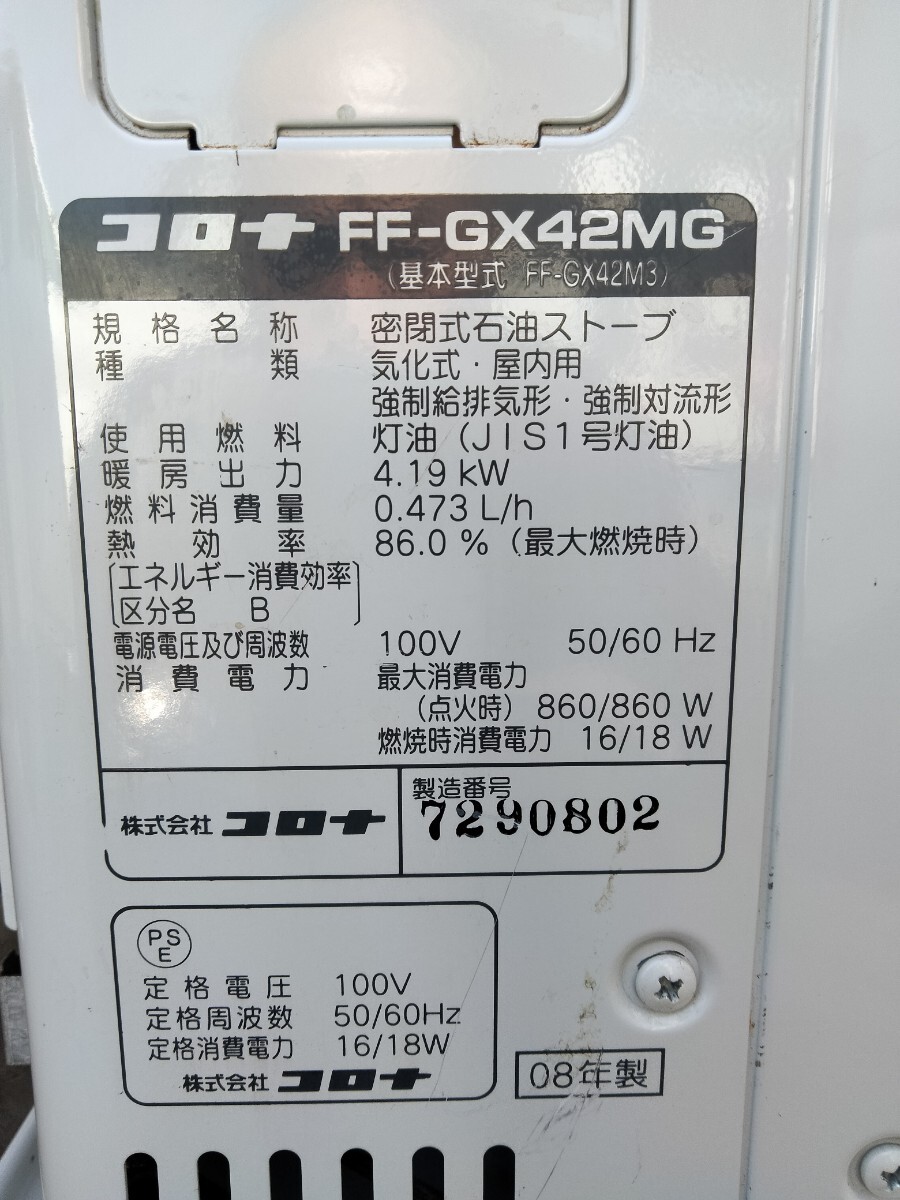 コロナ FF-GX42MG
（基本型式 FF-GX42M3）
規格名称 密閉式石油ストーブ
種類 気化式・屋内用
強制給排気形・強制対流形
使用燃料 灯油（JIS1号灯油）
暖房出力 4.19 kW
燃料消費量 0.473 L/h
熱効率 86.0 %（最大燃焼時）
〔エネルギー消費効率〕
区分名 B
電源電圧及び周波数 100V 50/60 Hz
消費電力 最大消費電力
（点火時） 860/860 W
燃焼時消費電力 16/18 W
株式会社 コロナ
製造番号
7290802
PSE
定格電圧 100V
定格周波数 50/60Hz
定格消費電力 16/18W
株式会社 コロナ
08年製